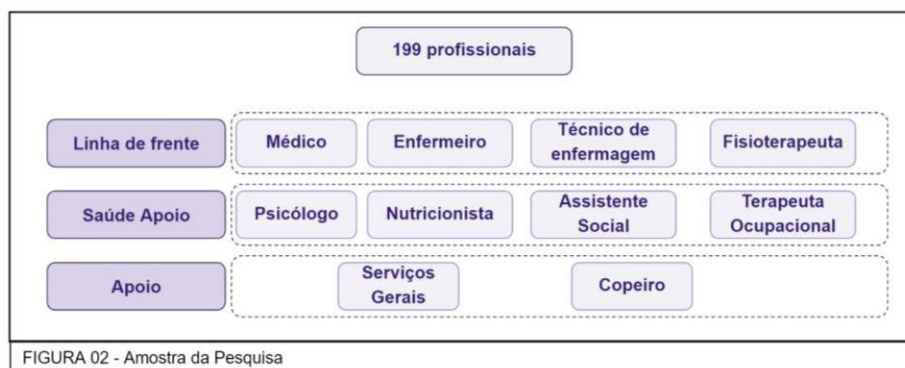 199 profissionais
Linha de frente
Médico
Enfermeiro
Técnico de
enfermagem
Fisioterapeuta
Saúde Apoio
Psicólogo
Nutricionista
Assistente
Social
Terapeuta
Ocupacional
Apoio
Serviços
Gerais
Copeiro
FIGURA 02 - Amostra da Pesquisa